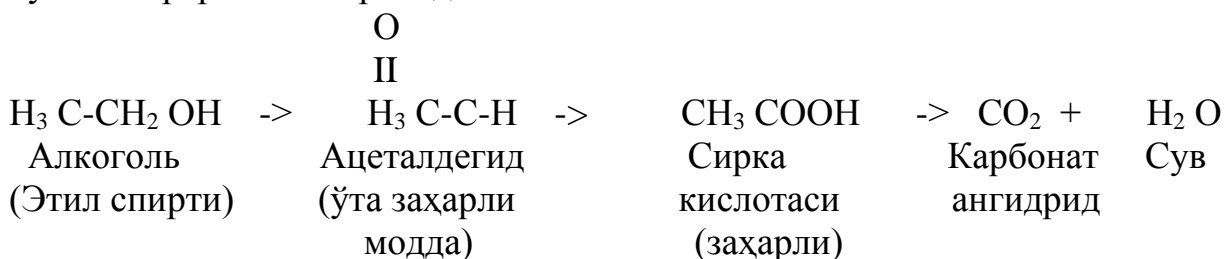 O
II
H₃ C-CH₂ OH -> H₃ C-C-H -> CH₃ COOH -> CO₂ + H₂ O
Алкоголь Ацеталдегид Сирка Карбонат Сув
(Этил спирти) (ўта заҳарли кислотаси ангидрид
модда) (заҳарли)